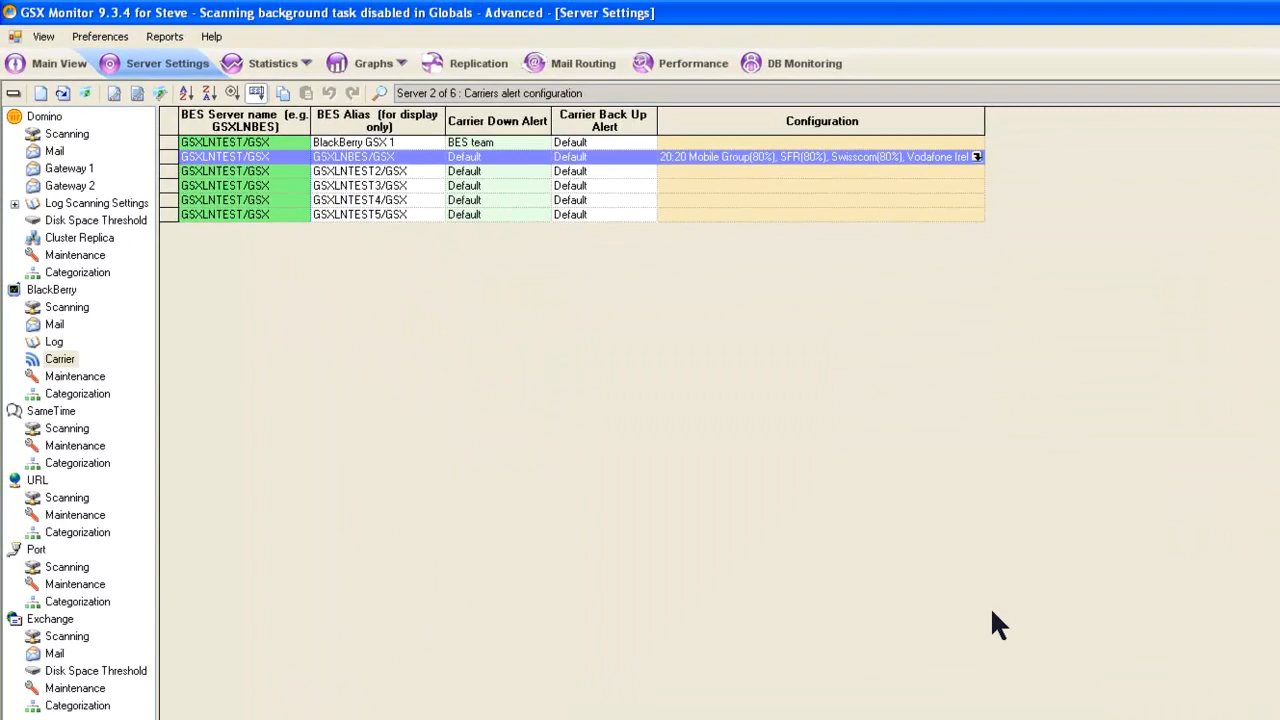 GSX Monitor 9.3.4 for Steve - Scanning background task disabled in Globals - Advanced - [Server Settings]
View Preferences Reports Help
Main View Server Settings Statistics Graphs Replication Mail Routing Performance DB Monitoring
Server 2 of 6 : Carriers alert configuration
Domino
Scanning
Mail
Gateway 1
Gateway 2
Log Scanning Settings
Disk Space Threshold
Cluster Replica
Maintenance
Categorization
BlackBerry
Scanning
Mail
Log
Carrier
Maintenance
Categorization
SameTime
Scanning
Maintenance
Categorization
URL
Scanning
Maintenance
Categorization
Port
Scanning
Maintenance
Categorization
Exchange
Scanning
Mail
Disk Space Threshold
Maintenance
Categorization
BES Server name (e.g. GSXLNBES) BES Alias (for display only) Carrier Down Alert Carrier Back Up Alert Configuration
GSXLNTEST/GSX BlackBerry GSX 1 BES team Default
GSXLNTEST/GSX GSXLNBES/GSX Default Default 20:20 Mobile Group(80%), SFR(80%), Swisscom(80%), Vodafone Irel
GSXLNTEST/GSX GSXLNTEST2/GSX Default Default
GSXLNTEST/GSX GSXLNTEST3/GSX Default Default
GSXLNTEST/GSX GSXLNTEST4/GSX Default Default
GSXLNTEST/GSX GSXLNTEST5/GSX Default Default